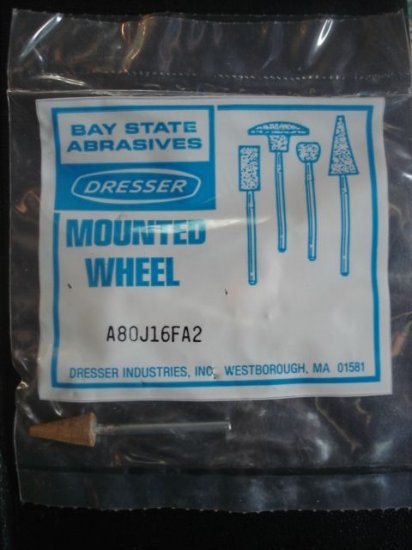 BAY STATE
ABRASIVES
DRESSER
MOUNTED
WHEEL
A80J16FA2
DRESSER INDUSTRIES, INC. WESTBOROUGH, MA 01581